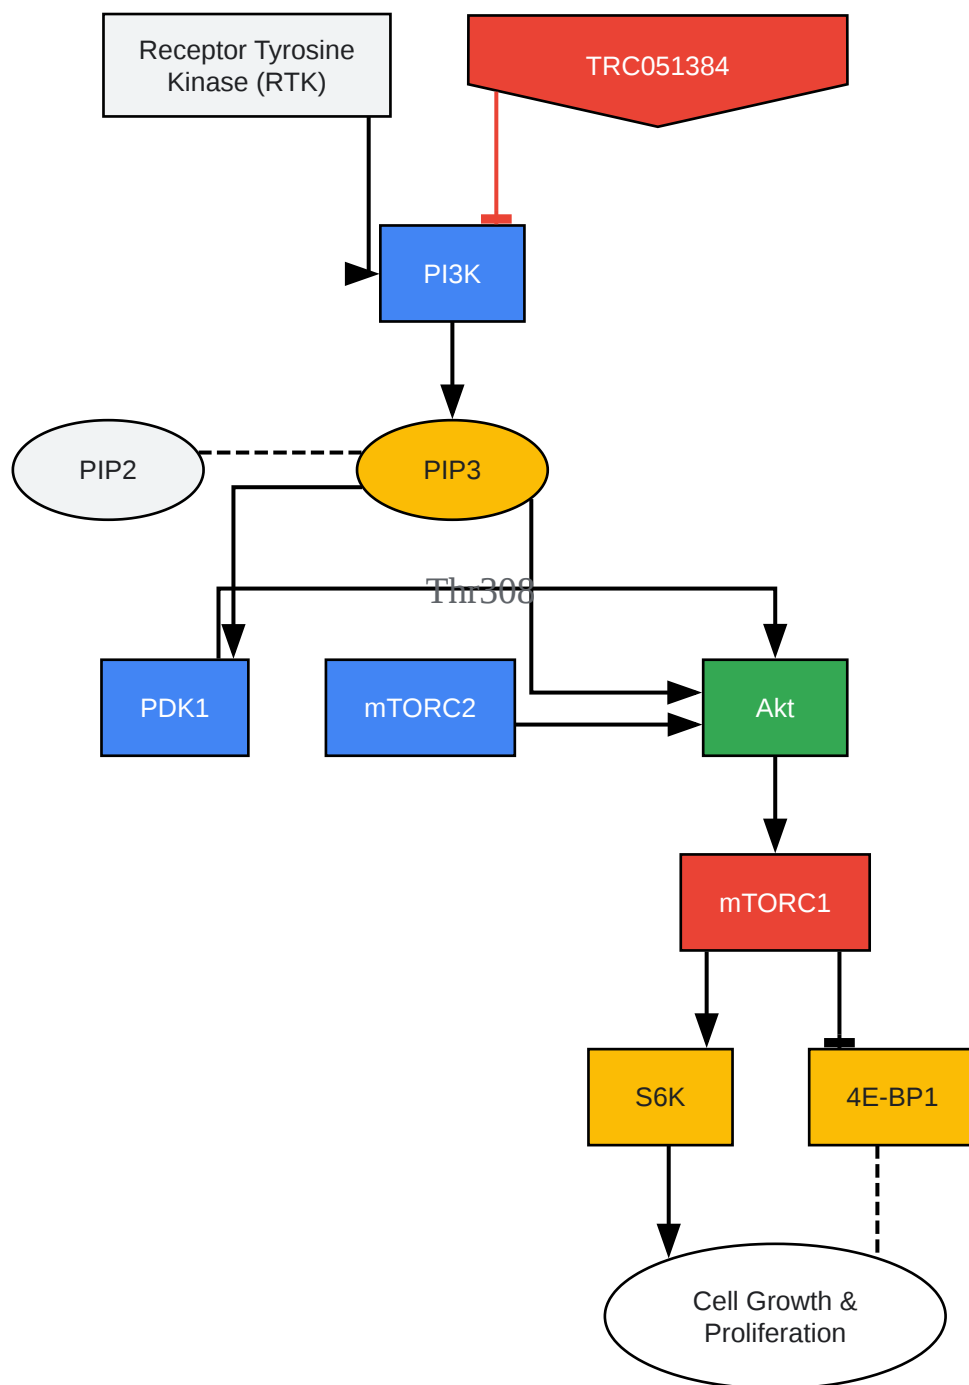 Receptor Tyrosine
Kinase (RTK)
TRC051384
PI3K
PIP2
PIP3
Thr308
PDK1
mTORC2
Akt
mTORC1
S6K
4E-BP1
Cell Growth &
Proliferation